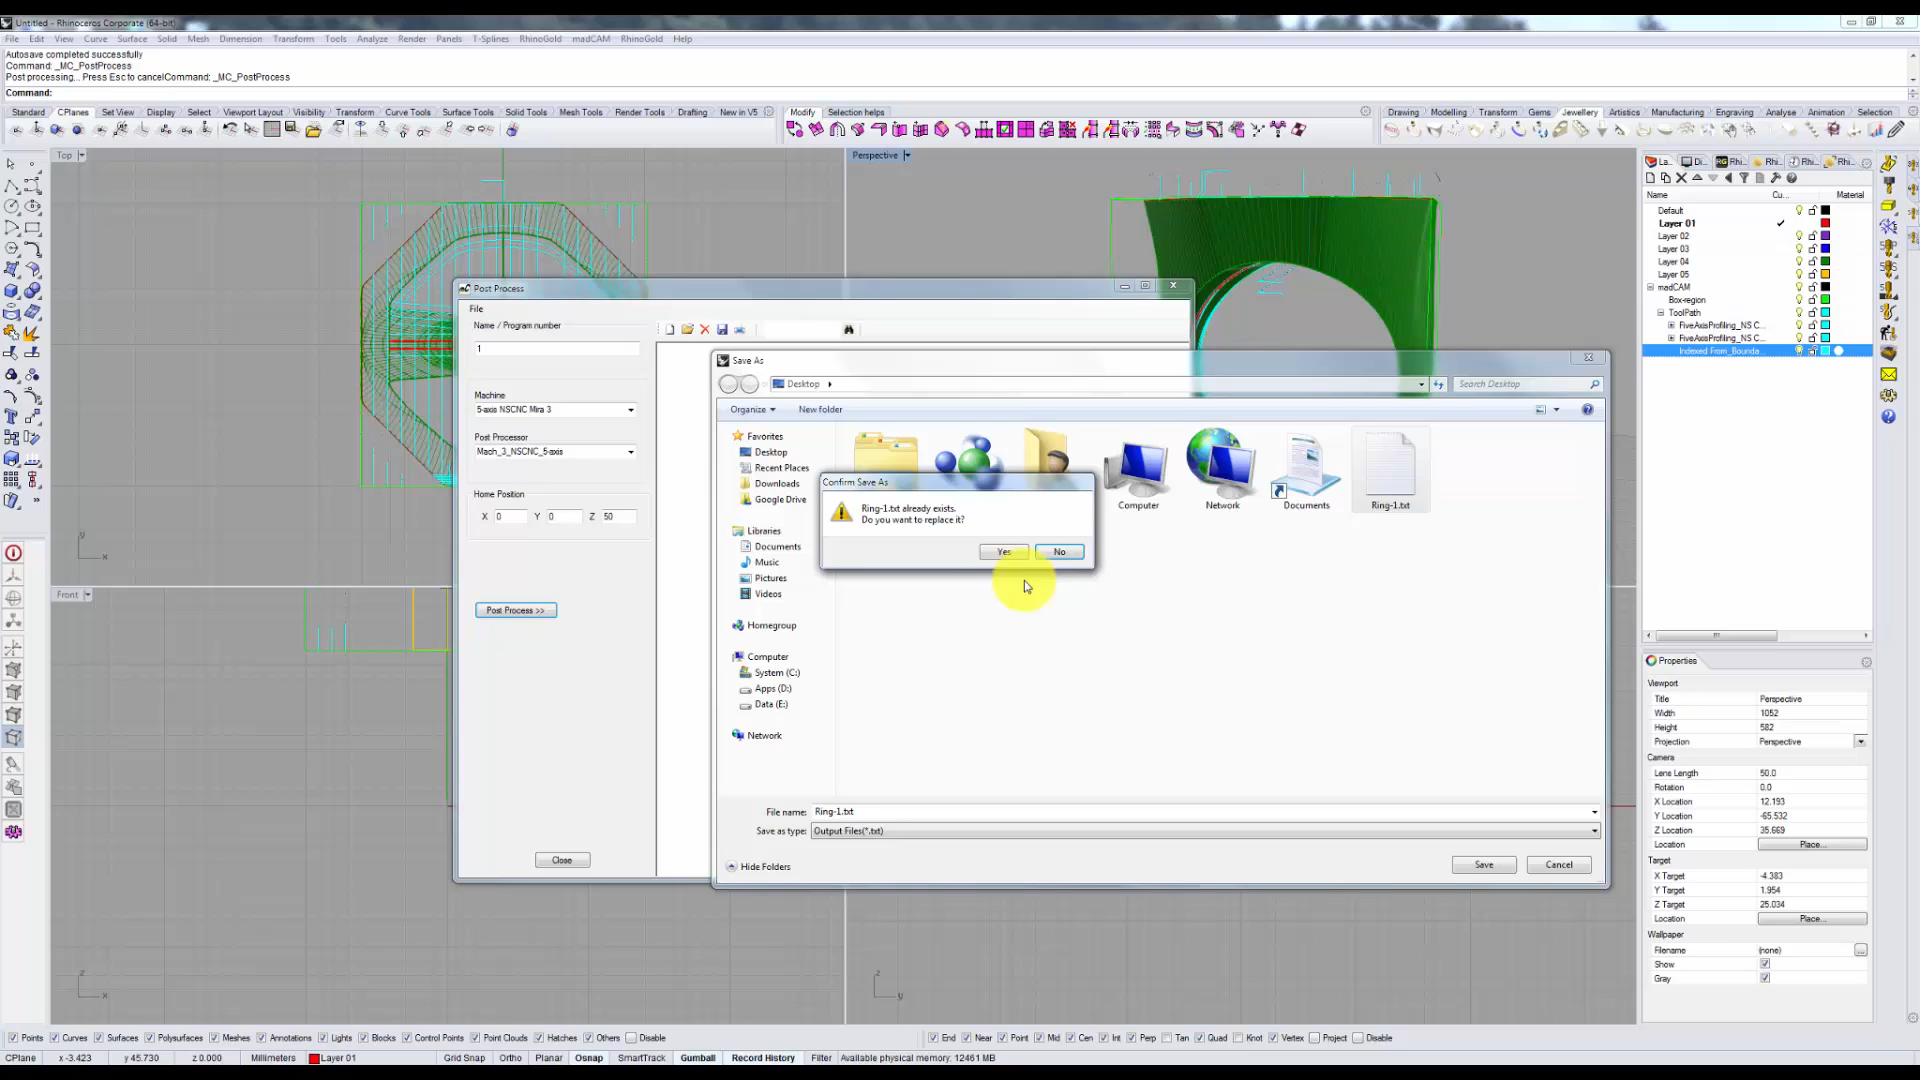 Untitled - Rhinoceros Corporate (64-bit)
File Edit View Curve Surface Solid Mesh Dimension Transform Tools Analyze Render Panels T-Splines RhinoGold madCAM RhinoGold Help
Autosave completed successfully
Command: _MC_PostProcess
Post processing... Press Esc to cancelCommand: _MC_PostProcess
Command:
Standard CPlanes Set View Display Select Viewport Layout Visibility Transform Curve Tools Surface Tools Solid Tools Mesh Tools Render Tools Drafting New in V5 Modify Selection helps Drawing Modelling Transform Gems Jewellery Artistics Manufacturing Engraving Analyse Animation Selection
Top
Perspective
Front
La... Di... Rhi... Rhi... Rhi... Rhi...
Name Cu... Material
Default
Layer 01
Layer 02
Layer 03
Layer 04
Layer 05
madCAM
Box-region
ToolPath
FiveAxisProfiling_NS C...
FiveAxisProfiling_NS C...
Indexed From_Bounda...
Post Process
File
Name / Program number
1
Machine
5-axis NSCNC Mira 3
Post Processor
Mach_3_NSCNC_5-axis
Home Position
X 0 Y 0 Z 50
Post Process >>
Close
Save As
Desktop
Search Desktop
Organize New folder
Favorites
Desktop
Recent Places
Downloads
Google Drive
Libraries
Documents
Music
Pictures
Videos
Homegroup
Computer
System (C:)
Apps (D:)
Data (E:)
Network
Computer
Network
Documents
Ring-1.txt
Confirm Save As
Ring-1.txt already exists.
Do you want to replace it?
Yes No
File name: Ring-1.txt
Save as type: Output Files(*.txt)
Hide Folders
Save Cancel
Properties
Viewport
Title Perspective
Width 1052
Height 582
Projection Perspective
Camera
Lens Length 50.0
Rotation 0.0
X Location 12.193
Y Location -65.532
Z Location 35.669
Location Place...
Target
X Target -4.383
Y Target 1.954
Z Target 25.034
Location Place...
Wallpaper
Filename (none)
Show
Gray
y
x
z
x
z
y
Points Curves Surfaces Polysurfaces Meshes Annotations Lights Blocks Control Points Point Clouds Hatches Others Disable
End Near Point Mid Cen Int Perp Tan Quad Knot Vertex Project Disable
CPlane x -3.423 y 45.730 z 0.000 Millimeters Layer 01 Grid Snap Ortho Planar Osnap SmartTrack Gumball Record History Filter Available physical memory: 12461 MB